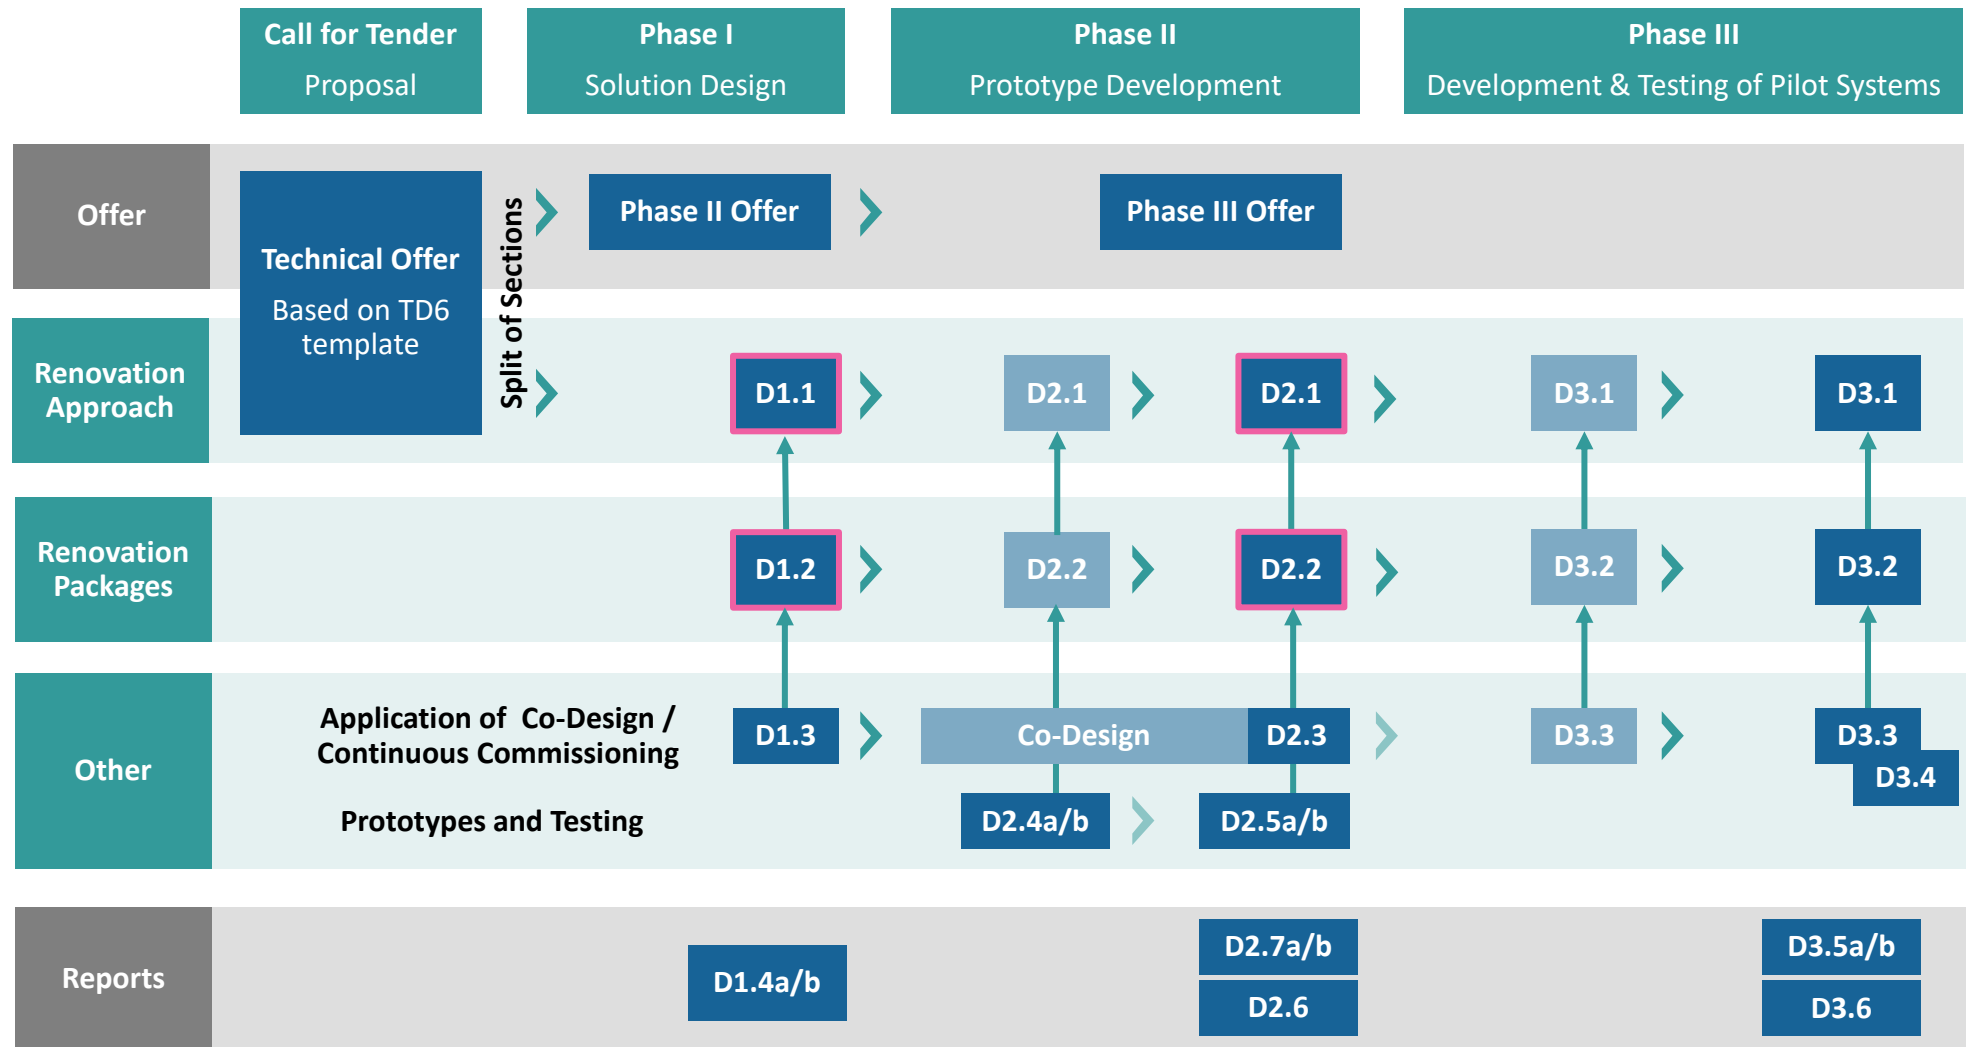 Call for Tender
Proposal
Phase I
Solution Design
Phase II
Prototype Development
Phase III
Development & Testing of Pilot Systems
Offer
Technical Offer
Based on TD6
template
Split of Sections
Phase II Offer
Phase III Offer
Renovation
Approach
D1.1
D2.1
D2.1
D3.1
D3.1
Renovation
Packages
D1.2
D2.2
D2.2
D3.2
D3.2
Other
Application of Co-Design /
Continuous Commissioning
D1.3
Co-Design
D2.3
D3.3
D3.3
D3.4
Prototypes and Testing
D2.4a/b
D2.5a/b
Reports
D1.4a/b
D2.7a/b
D2.6
D3.5a/b
D3.6